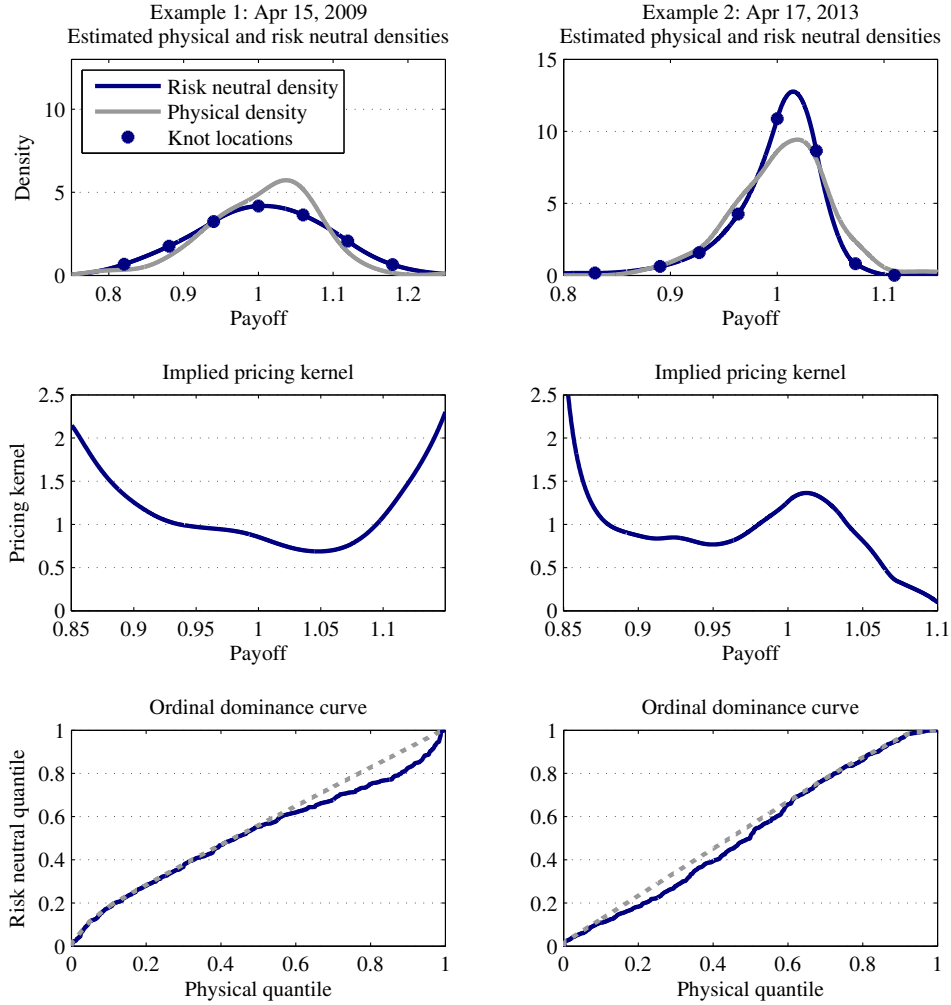 Example 1: Apr 15, 2009
Estimated physical and risk neutral densities
Risk neutral density
Physical density
Knot locations
Density
10
5
0
0.8 0.9 1 1.1 1.2
Payoff
Example 2: Apr 17, 2013
Estimated physical and risk neutral densities
15
10
5
0
0.8 0.9 1 1.1
Payoff
Implied pricing kernel
Pricing kernel
2.5
2
1.5
1
0.5
0
0.85 0.9 0.95 1 1.05 1.1
Payoff
Implied pricing kernel
2.5
2
1.5
1
0.5
0
0.85 0.9 0.95 1 1.05 1.1
Payoff
Ordinal dominance curve
Risk neutral quantile
1
0.8
0.6
0.4
0.2
0
0 0.2 0.4 0.6 0.8 1
Physical quantile
Ordinal dominance curve
1
0.8
0.6
0.4
0.2
0
0 0.2 0.4 0.6 0.8 1
Physical quantile